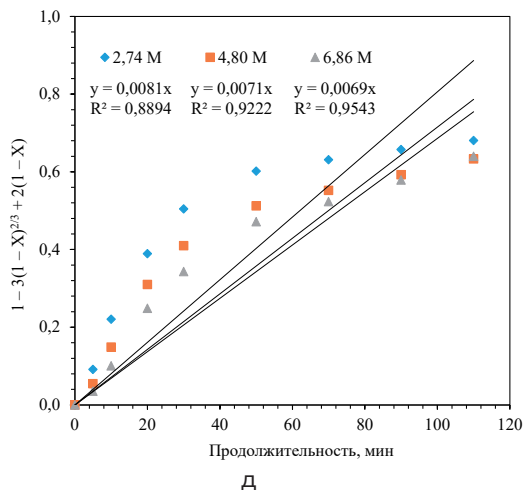 1,0
2,74 М 4,80 М 6,86 М
y = 0,0081x y = 0,0071x y = 0,0069x
R² = 0,8894 R² = 0,9222 R² = 0,9543
0,8
0,6
0,4
0,2
0,0
1 – 3(1 – X)^2/3 + 2(1 – X)
0 20 40 60 80 100 120
Продолжительность, мин
д